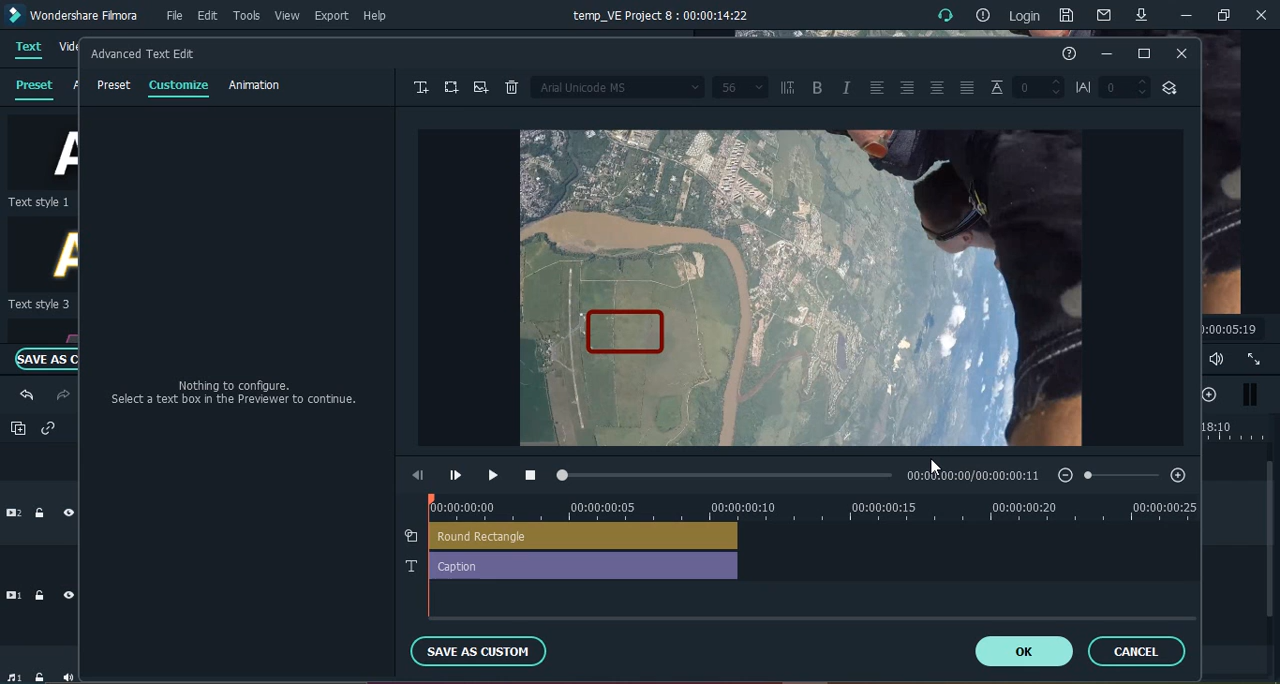 Wondershare Filmora File Edit Tools View Export Help temp_VE Project 8 : 00:00:14:22 Login
Text
Preset
Text style 1
Text style 3
SAVE AS C
Advanced Text Edit
Preset Customize Animation
Arial Unicode MS 56 B I 0 0
Nothing to configure.
Select a text box in the Previewer to continue.
00:00:00:00/00:00:00:11
00:00:00:00 00:00:00:05 00:00:00:10 00:00:00:15 00:00:00:20 00:00:00:25
Round Rectangle
T Caption
SAVE AS CUSTOM OK CANCEL
:00:05:19
18:10
2
1
1